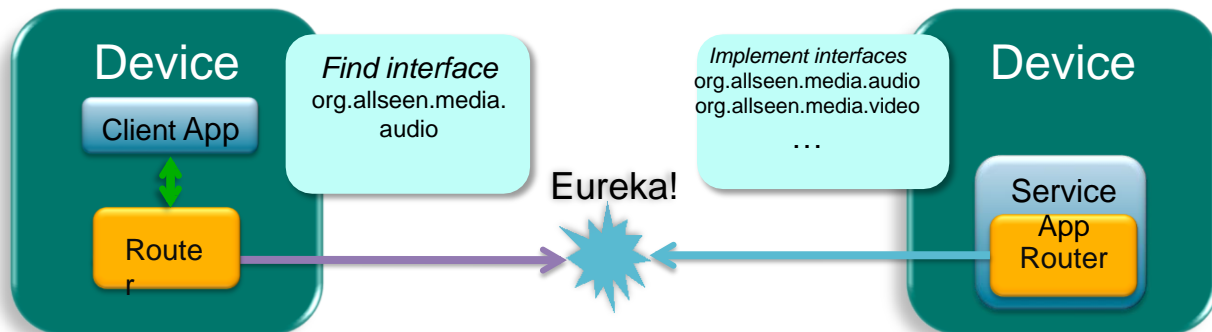 Device
Client App
Route
r
Find interface
org.allseen.media.
audio
Eureka!
Implement interfaces
org.allseen.media.audio
org.allseen.media.video
…
Device
Service
App
Router